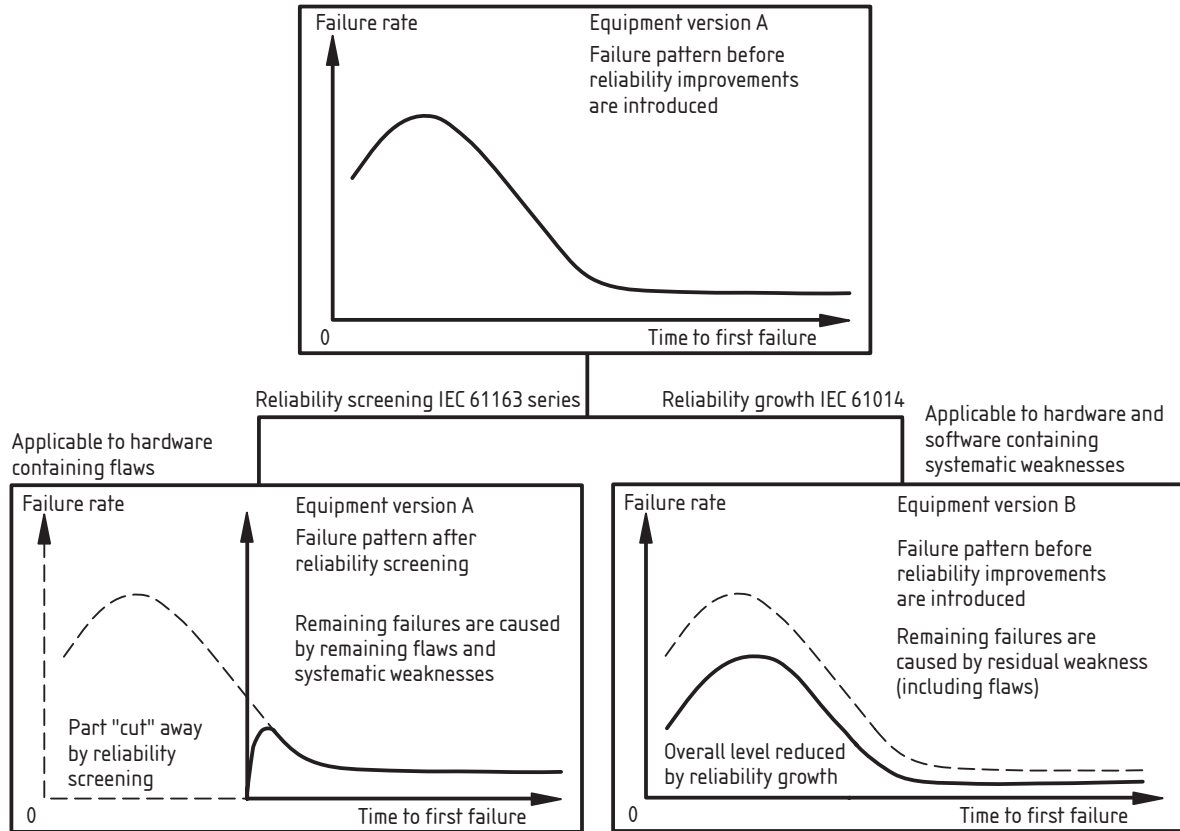 Failure rate
Equipment version A
Failure pattern before
reliability improvements
are introduced
0
Time to first failure
Reliability screening IEC 61163 series
Reliability growth IEC 61014
Applicable to hardware
containing flaws
Applicable to hardware and
software containing
systematic weaknesses
Failure rate
Equipment version A
Failure pattern after
reliability screening
Remaining failures are caused
by remaining flaws and
systematic weaknesses
Part "cut" away
by reliability
screening
0
Time to first failure
Failure rate
Equipment version B
Failure pattern before
reliability improvements
are introduced
Remaining failures are
caused by residual weakness
(including flaws)
Overall level reduced
by reliability growth
0
Time to first failure